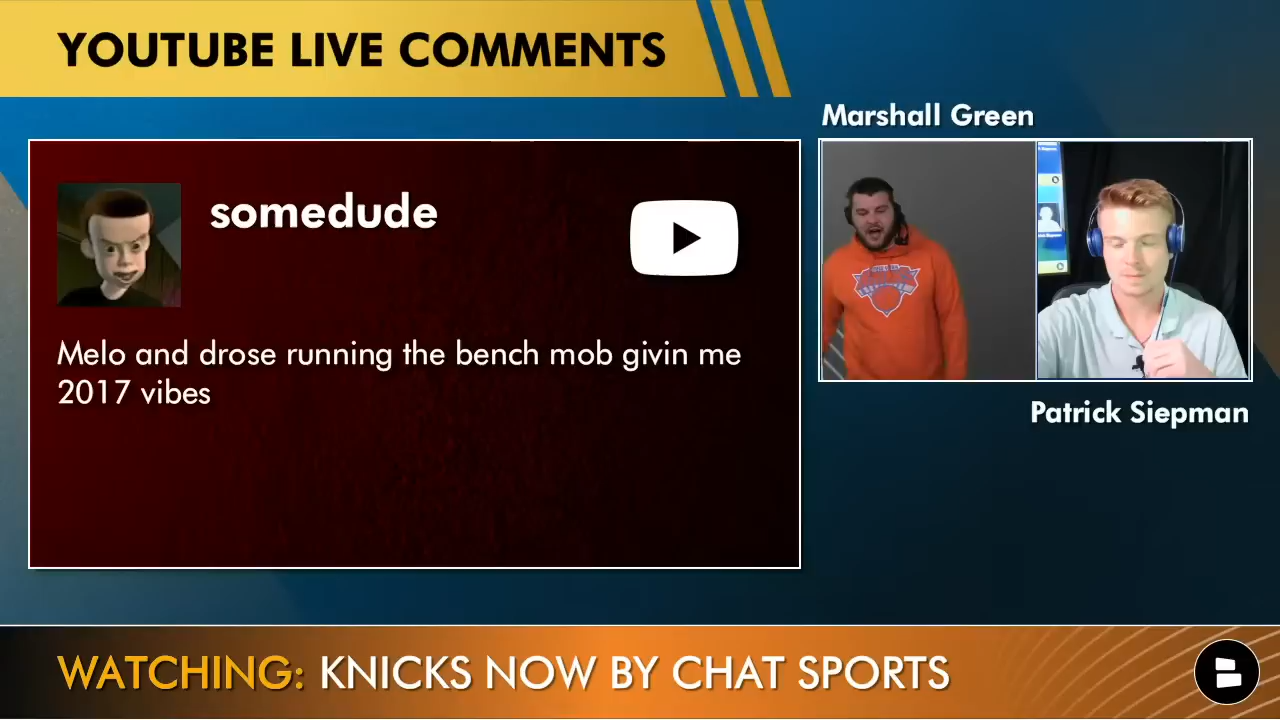 YOUTUBE LIVE COMMENTS
Marshall Green
somedude
Melo and drose running the bench mob givin me
2017 vibes
Patrick Siepman
WATCHING: KNICKS NOW BY CHAT SPORTS